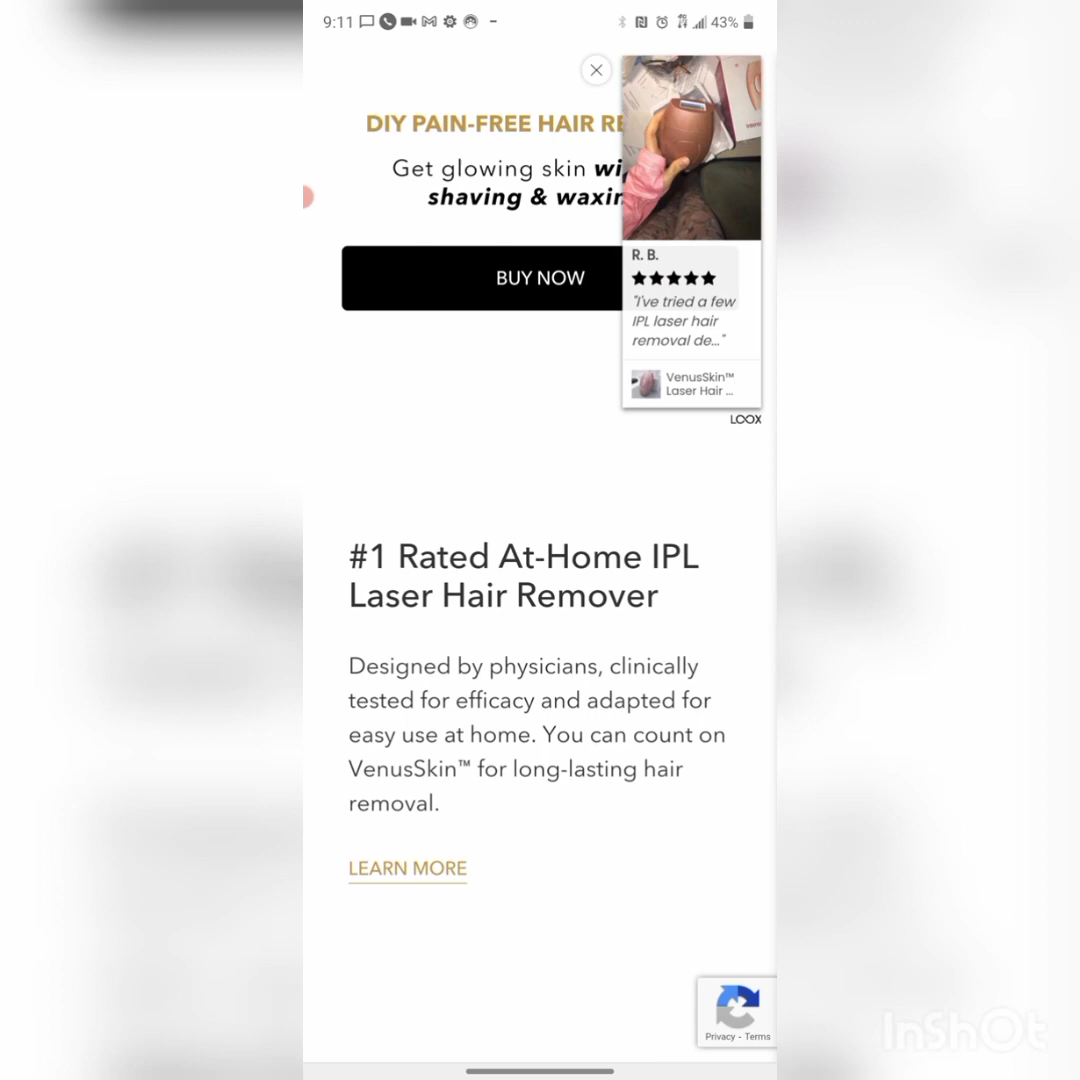 9:11
43%
DIY PAIN-FREE HAIR RE
Get glowing skin wi
shaving & waxin
BUY NOW
R. B.
"I've tried a few
IPL laser hair
removal de..."
VenusSkin™
Laser Hair ...
LOOX
#1 Rated At-Home IPL
Laser Hair Remover
Designed by physicians, clinically
tested for efficacy and adapted for
easy use at home. You can count on
VenusSkin™ for long-lasting hair
removal.
LEARN MORE
Privacy - Terms
InShOt